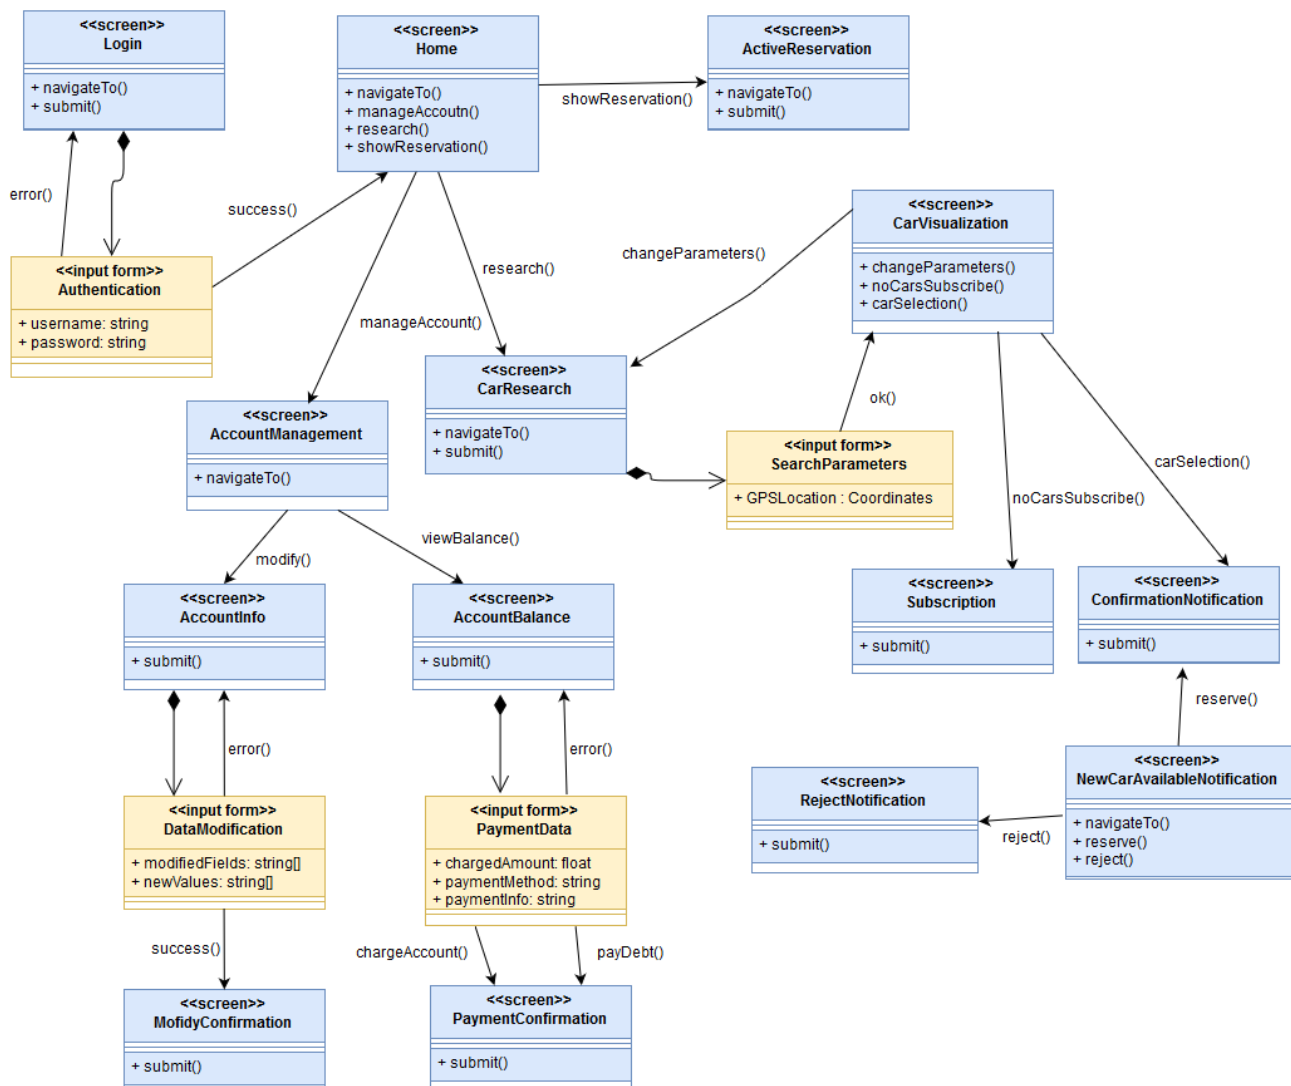 <<screen>>
Login
+ navigateTo()
+ submit()
<<screen>>
Home
+ navigateTo()
+ manageAccoutn()
+ research()
+ showReservation()
showReservation()
<<screen>>
ActiveReservation
+ navigateTo()
+ submit()
error()
success()
<<input form>>
Authentication
+ username: string
+ password: string
research()
manageAccount()
changeParameters()
<<screen>>
CarVisualization
+ changeParameters()
+ noCarsSubscribe()
+ carSelection()
<<screen>>
CarResearch
+ navigateTo()
+ submit()
ok()
<<screen>>
AccountManagement
+ navigateTo()
<<input form>>
SearchParameters
+ GPSLocation : Coordinates
carSelection()
noCarsSubscribe()
modify()
viewBalance()
<<screen>>
AccountInfo
+ submit()
<<screen>>
AccountBalance
+ submit()
<<screen>>
Subscription
+ submit()
<<screen>>
ConfirmationNotification
+ submit()
reserve()
error()
error()
<<input form>>
DataModification
+ modifiedFields: string[]
+ newValues: string[]
<<input form>>
PaymentData
+ chargedAmount: float
+ paymentMethod: string
+ paymentInfo: string
<<screen>>
RejectNotification
+ submit()
reject()
<<screen>>
NewCarAvailableNotification
+ navigateTo()
+ reserve()
+ reject()
success()
chargeAccount()
payDebt()
<<screen>>
MofidyConfirmation
+ submit()
<<screen>>
PaymentConfirmation
+ submit()